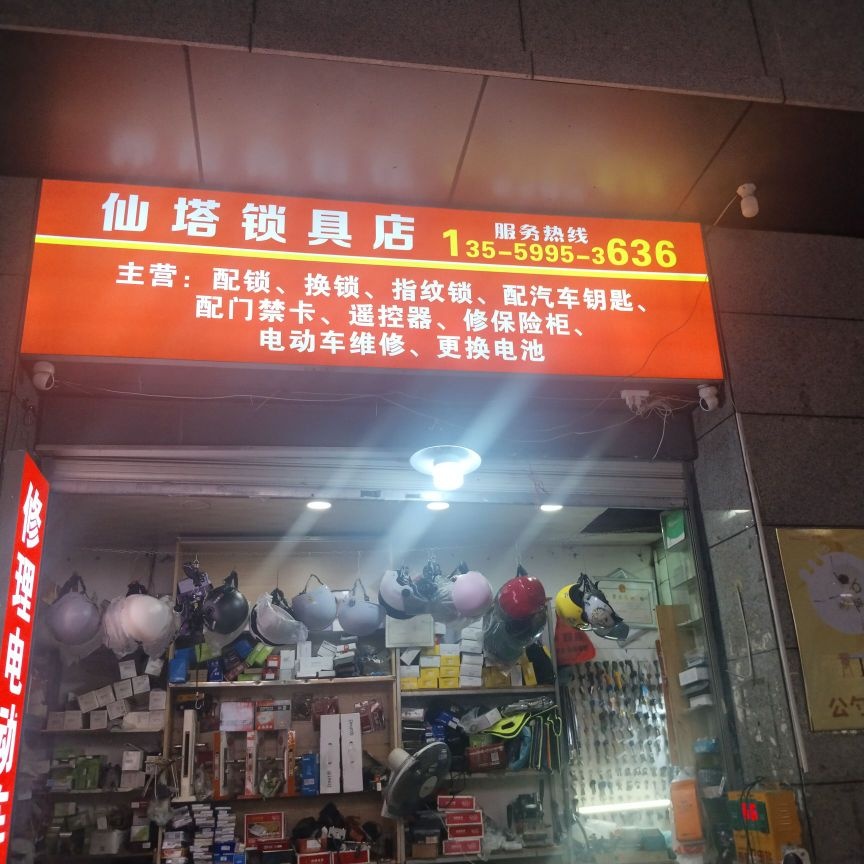 仙塔锁具店
服务热线
135-5995-3636
主营：配锁、换锁、指纹锁、配汽车钥匙、
配门禁卡、遥控器、修保险柜、
电动车维修、更换电池
修理电动车